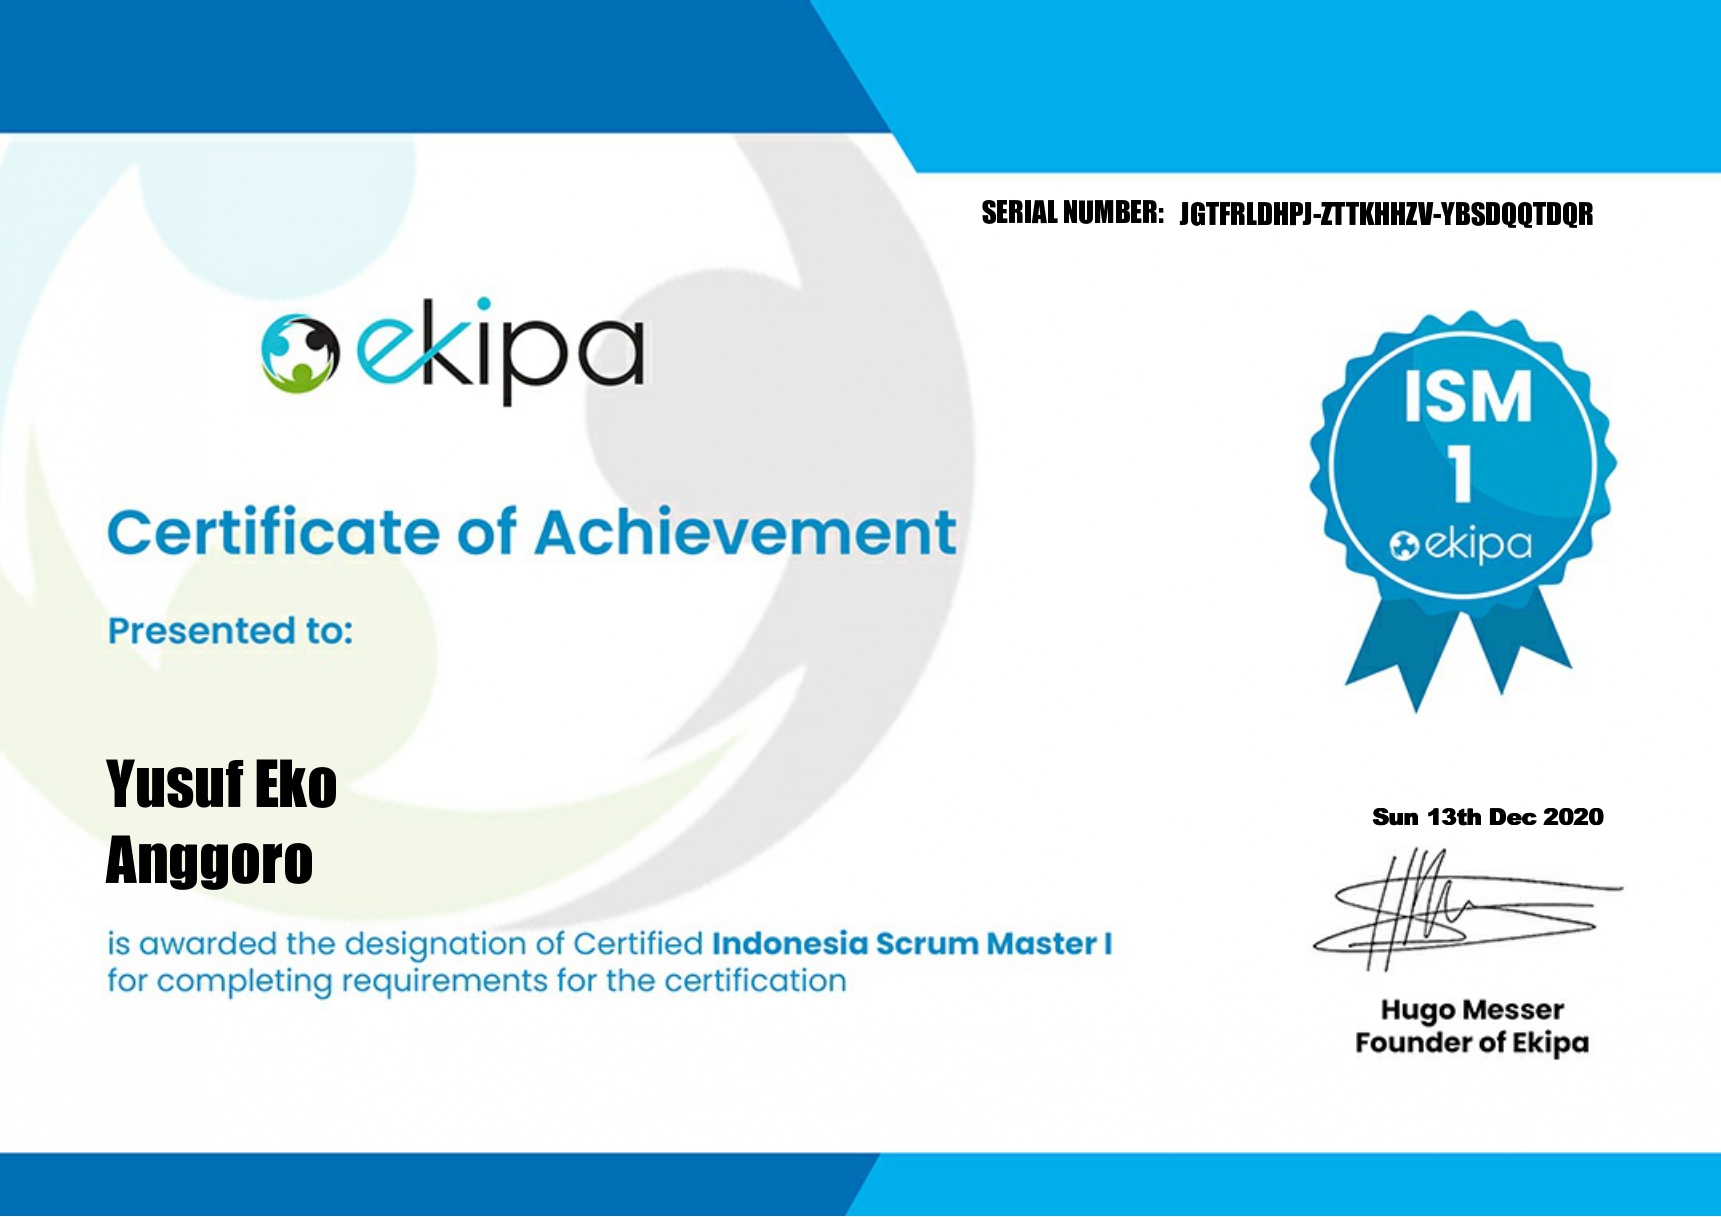 SERIAL NUMBER: JGTFRLDHPJ-ZTTKHHZV-YBSDQQTDQR
ekipa
ISM
1
ekipa
Certificate of Achievement
Presented to:
Yusuf Eko
Anggoro
is awarded the designation of Certified Indonesia Scrum Master I
for completing requirements for the certification
Sun 13th Dec 2020
Hugo Messer
Founder of Ekipa